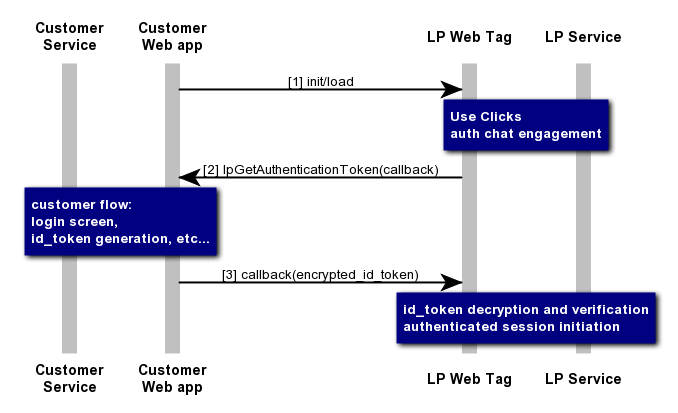 Customer
Service
Customer
Web app
LP Web Tag
LP Service
[1] init/load
Use Clicks
auth chat engagement
[2] lpGetAuthenticationToken(callback)
customer flow:
login screen,
id_token generation, etc...
[3] callback(encrypted_id_token)
id_token decryption and verification
authenticated session initiation
Customer
Service
Customer
Web app
LP Web Tag
LP Service